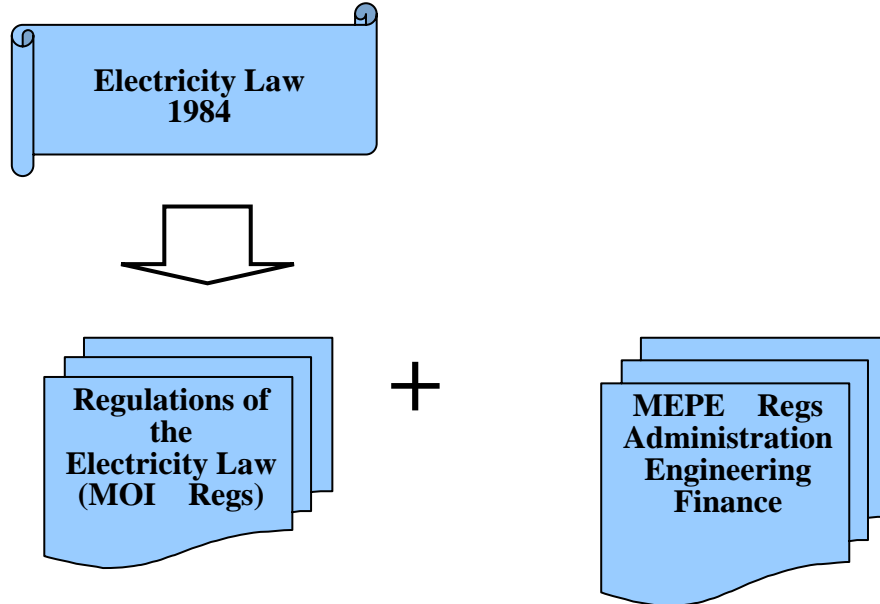 Electricity Law
1984
Regulations of
the
Electricity Law
(MOI Regs)
+
MEPE Regs
Administration
Engineering
Finance